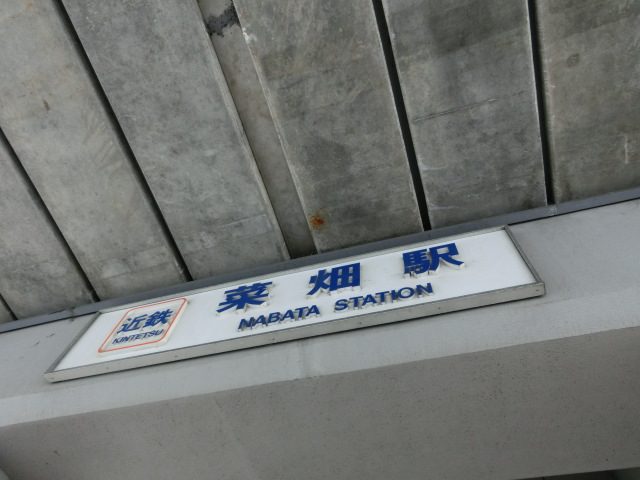 近鉄
KINTETSU
菜畑駅
NABATA STATION